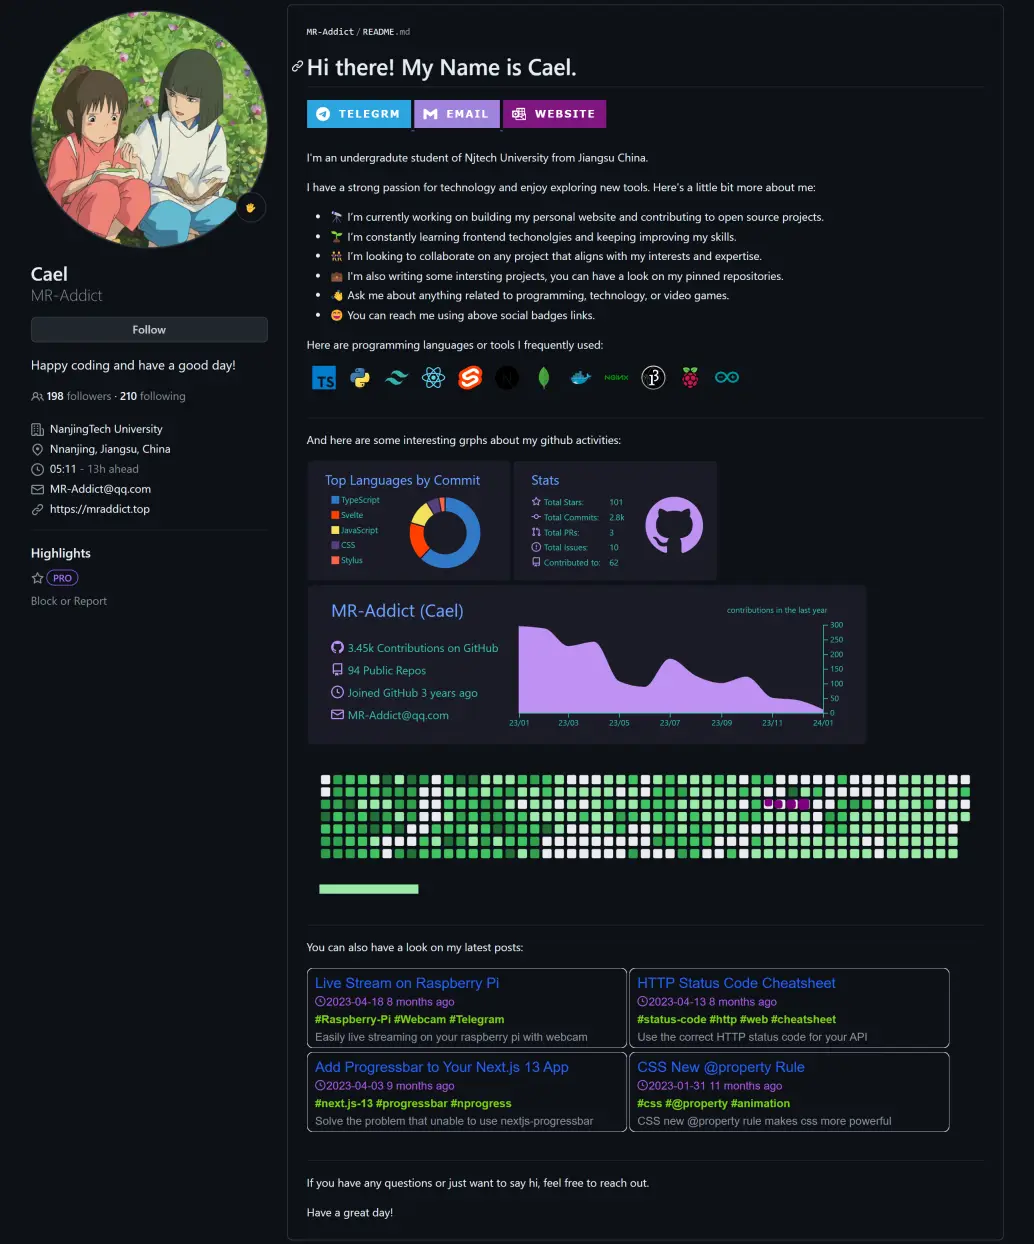 Cael
MR-Addict
Follow
Happy coding and have a good day!
198 followers · 210 following
NanjingTech University
Nnanjing, Jiangsu, China
05:11 - 13h ahead
MR-Addict@qq.com
https://mraddict.top
Highlights
PRO
Block or Report
MR-Addict / README.md
Hi there! My Name is Cael.
TELEGRM EMAIL WEBSITE
I'm an undergradute student of Njtech University from Jiangsu China.
I have a strong passion for technology and enjoy exploring new tools. Here's a little bit more about me:
• 🔭 I'm currently working on building my personal website and contributing to open source projects.
• 🌱 I'm constantly learning frontend techonolgies and keeping improving my skills.
• 👯 I'm looking to collaborate on any project that aligns with my interests and expertise.
• 💼 I'm also writing some intersting projects, you can have a look on my pinned repositories.
• 👋 Ask me about anything related to programming, technology, or video games.
• 😄 You can reach me using above social badges links.
Here are programming languages or tools I frequently used:
TS N NGINX
And here are some interesting grphs about my github activities:
Top Languages by Commit
TypeScript
Svelte
JavaScript
CSS
Stylus
Stats
Total Stars: 101
Total Commits: 2.8k
Total PRs: 3
Total Issues: 10
Contributed to: 62
MR-Addict (Cael)
3.45k Contributions on GitHub
94 Public Repos
Joined GitHub 3 years ago
MR-Addict@qq.com
contributions in the last year
300
250
200
150
100
50
0
23/01 23/03 23/05 23/07 23/09 23/11 24/01
You can also have a look on my latest posts:
Live Stream on Raspberry Pi
2023-04-18 8 months ago
#Raspberry-Pi #Webcam #Telegram
Easily live streaming on your raspberry pi with webcam
HTTP Status Code Cheatsheet
2023-04-13 8 months ago
#status-code #http #web #cheatsheet
Use the correct HTTP status code for your API
Add Progressbar to Your Next.js 13 App
2023-04-03 9 months ago
#next.js-13 #progressbar #nprogress
Solve the problem that unable to use nextjs-progressbar
CSS New @property Rule
2023-01-31 11 months ago
#css #@property #animation
CSS new @property rule makes css more powerful
If you have any questions or just want to say hi, feel free to reach out.
Have a great day!